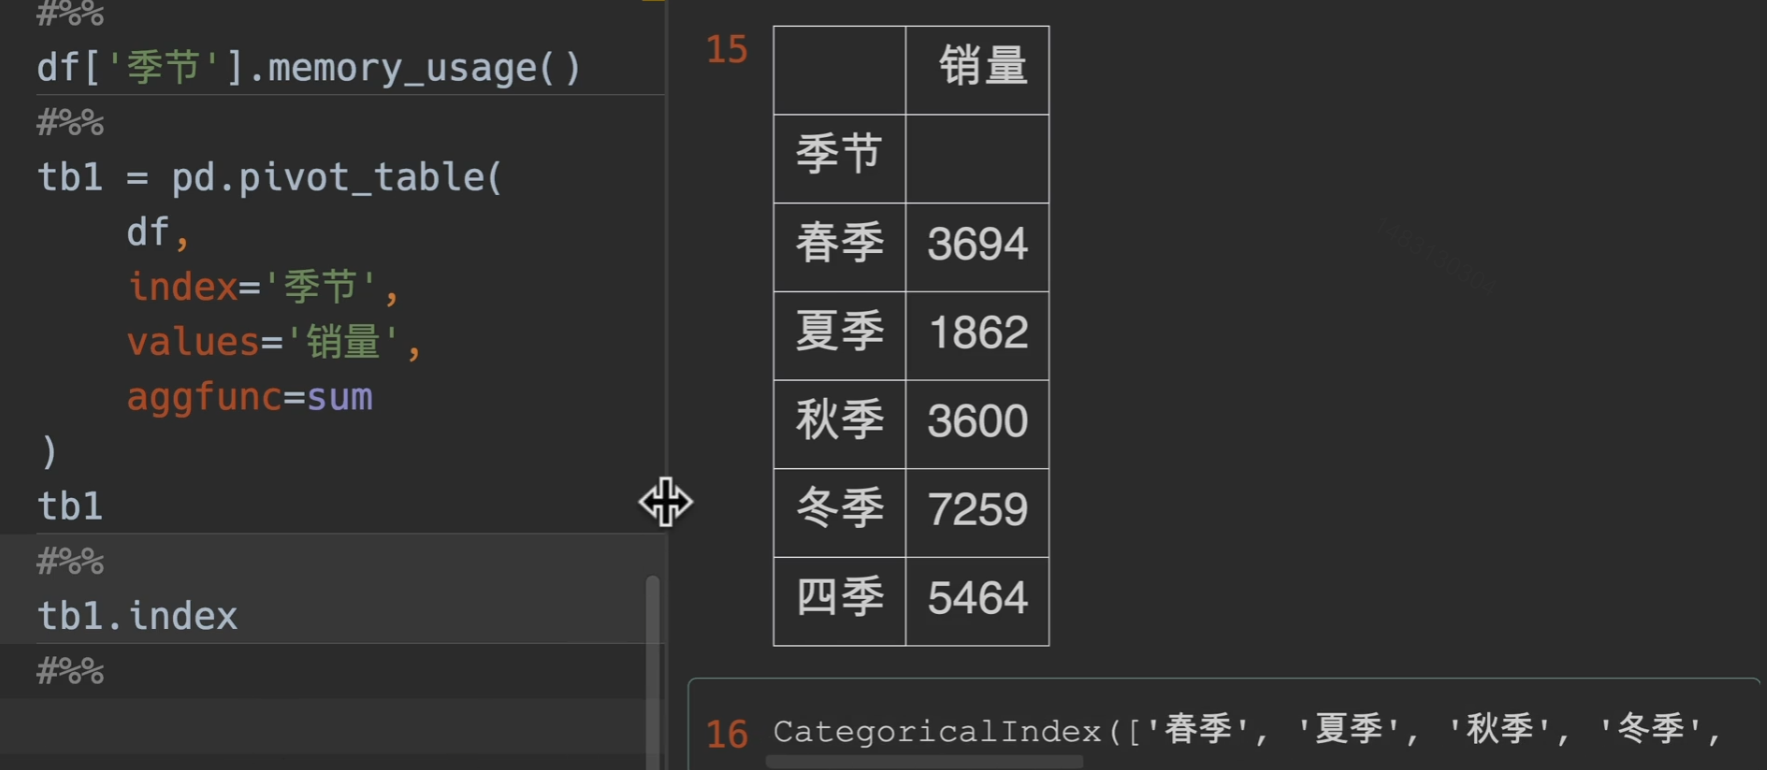 #%%
df['季节'].memory_usage()
#%%
tb1 = pd.pivot_table(
df,
index='季节',
values='销量',
aggfunc=sum
)
tb1
#%%
tb1.index
#%%
15
销量
季节
春季 3694
夏季 1862
秋季 3600
冬季 7259
四季 5464
16 CategoricalIndex(['春季', '夏季', '秋季', '冬季',